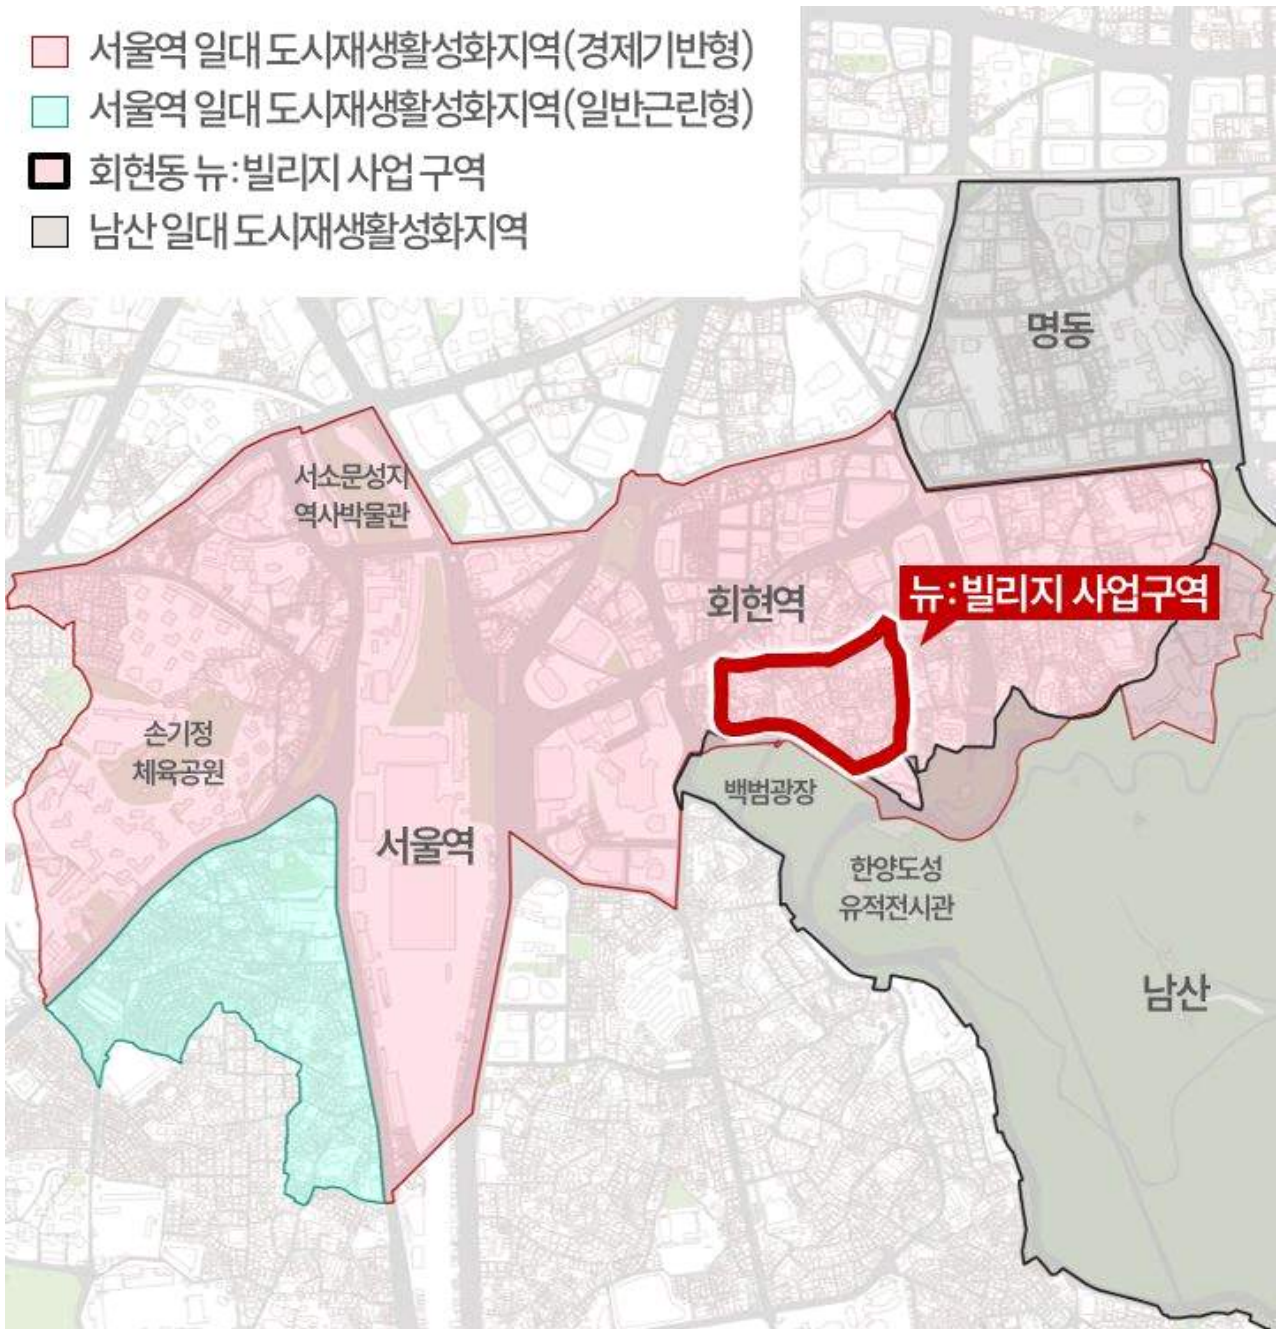 서울역 일대 도시재생활성화지역(경제기반형)
서울역 일대 도시재생활성화지역(일반근린형)
회현동 뉴:빌리지 사업 구역
남산 일대 도시재생활성화지역
명동
서소문성지
역사박물관
회현역
뉴:빌리지 사업구역
손기정
체육공원
백범광장
서울역
한양도성
유적전시관
남산